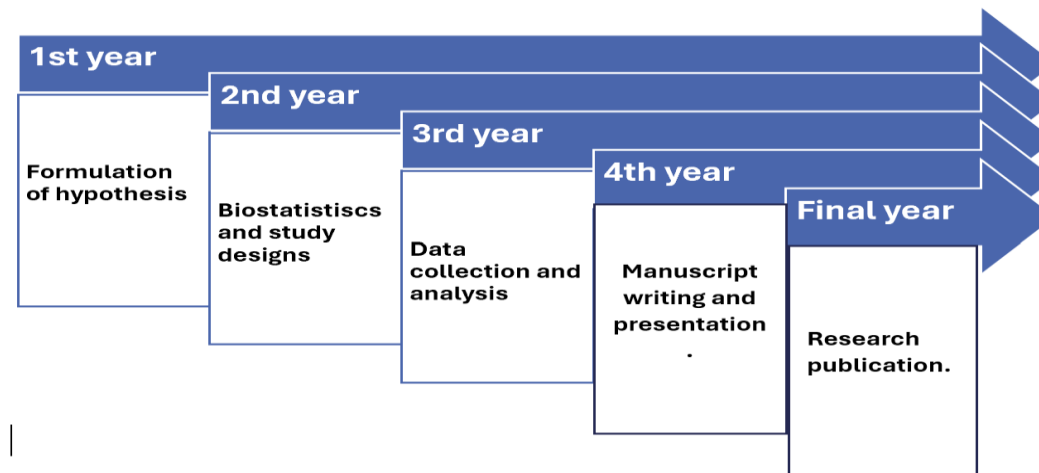 1st year
Formulation
of hypothesis
2nd year
Biostatistiscs
and study
designs
3rd year
Data
collection and
analysis
4th year
Manuscript
writing and
presentation
.
Final year
Research
publication.